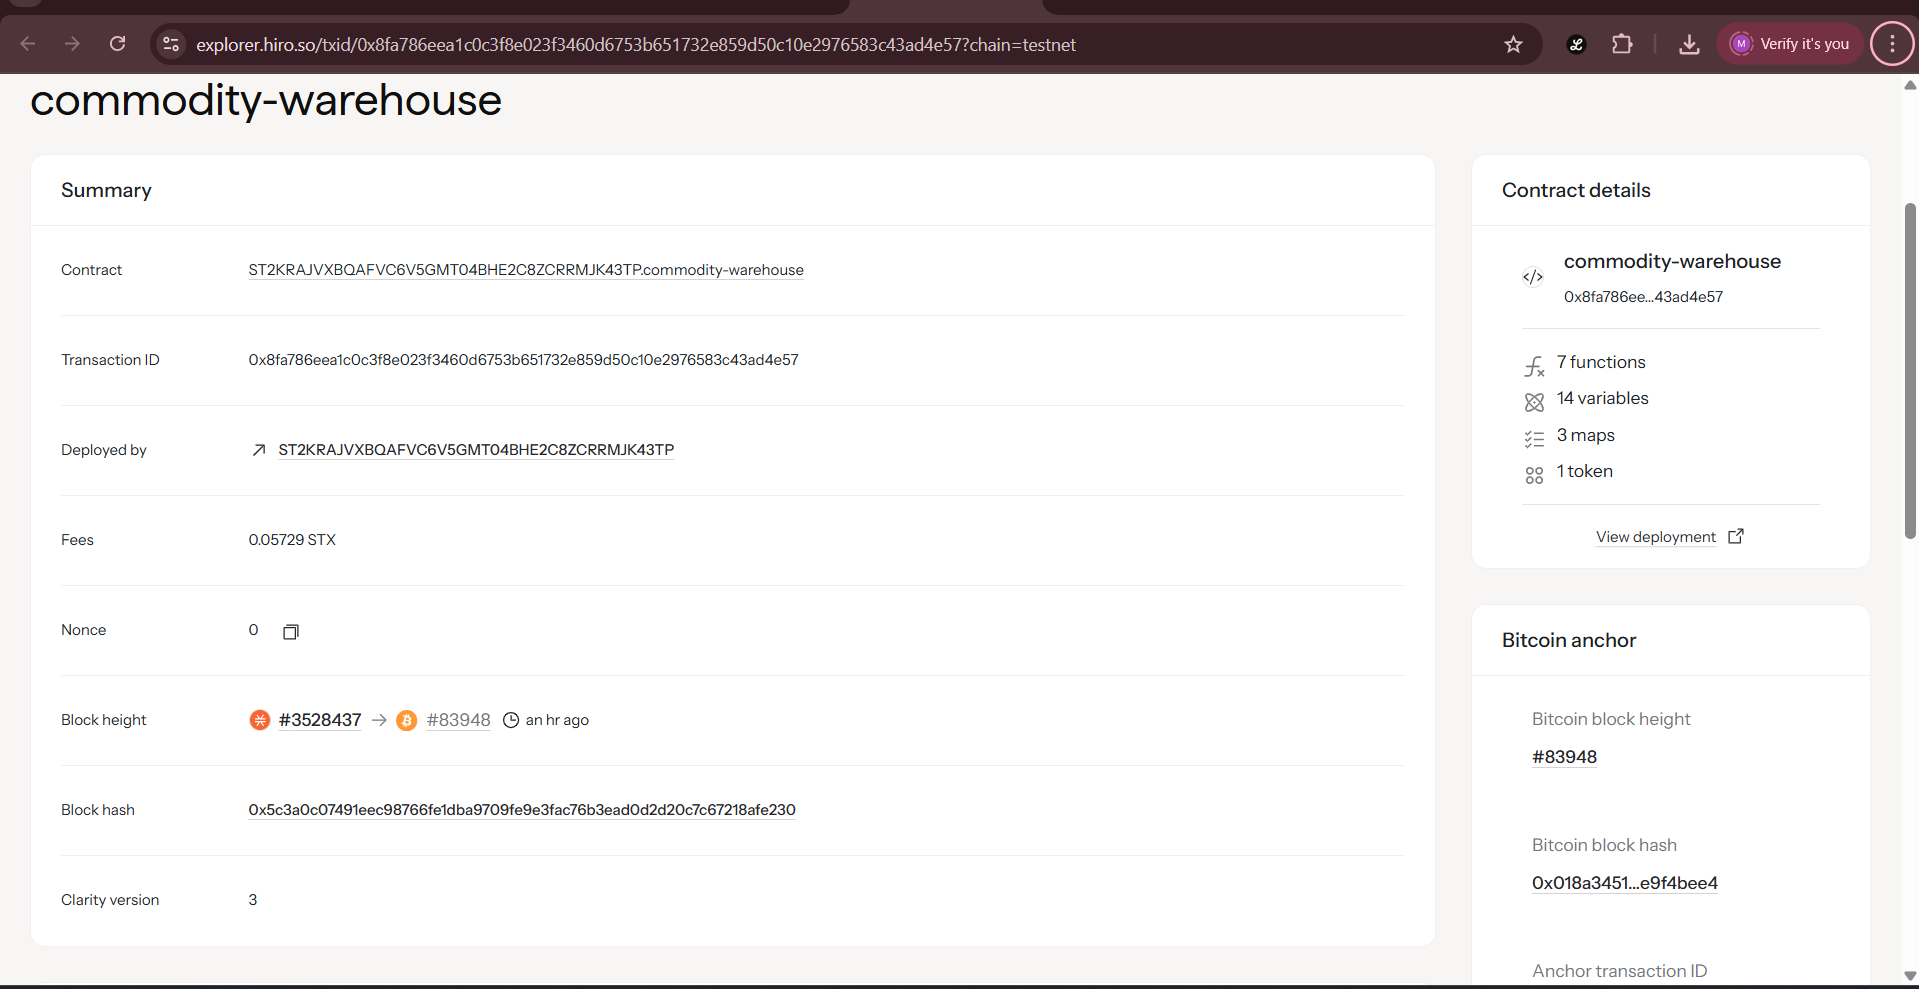 explorer.hiro.so/txid/0x8fa786eea1c0c3f8e023f3460d6753b651732e859d50c10e2976583c43ad4e57?chain=testnet
M Verify it's you
commodity-warehouse
Summary
Contract ST2KRAJVXBQAFVC6V5GMT04BHE2C8ZCRRMJK43TP.commodity-warehouse
Transaction ID 0x8fa786eea1c0c3f8e023f3460d6753b651732e859d50c10e2976583c43ad4e57
Deployed by ST2KRAJVXBQAFVC6V5GMT04BHE2C8ZCRRMJK43TP
Fees 0.05729 STX
Nonce 0
Block height #3528437 → #83948 an hr ago
Block hash 0x5c3a0c07491eec98766fe1dba9709fe9e3fac76b3ead0d2d20c7c67218afe230
Clarity version 3
Contract details
commodity-warehouse
0x8fa786ee...43ad4e57
7 functions
14 variables
3 maps
1 token
View deployment
Bitcoin anchor
Bitcoin block height
#83948
Bitcoin block hash
0x018a3451...e9f4bee4
Anchor transaction ID